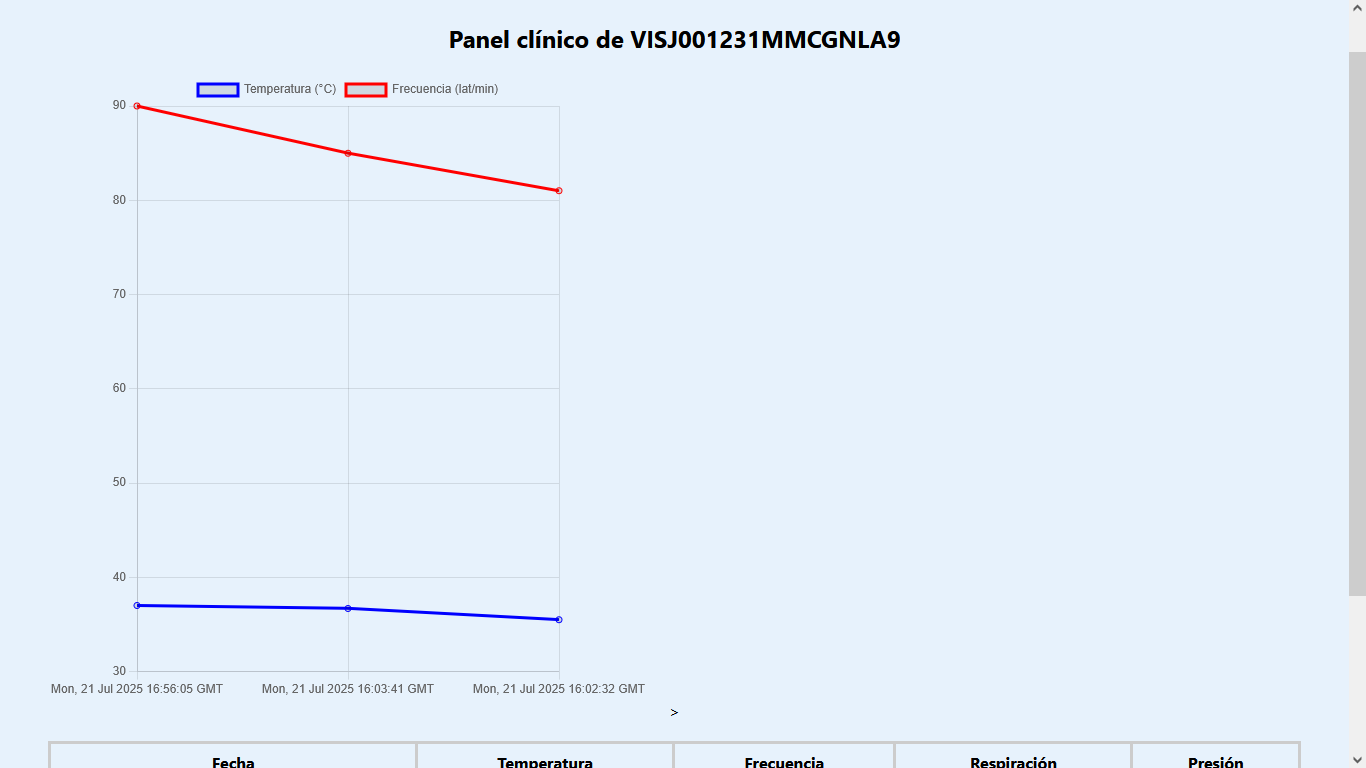 Panel clínico de VISJ001231MMCGNLA9
Temperatura (°C) Frecuencia (lat/min)
90
80
70
60
50
40
30
Mon, 21 Jul 2025 16:56:05 GMT Mon, 21 Jul 2025 16:03:41 GMT Mon, 21 Jul 2025 16:02:32 GMT
>
Fecha Temperatura Frecuencia Respiración Presión